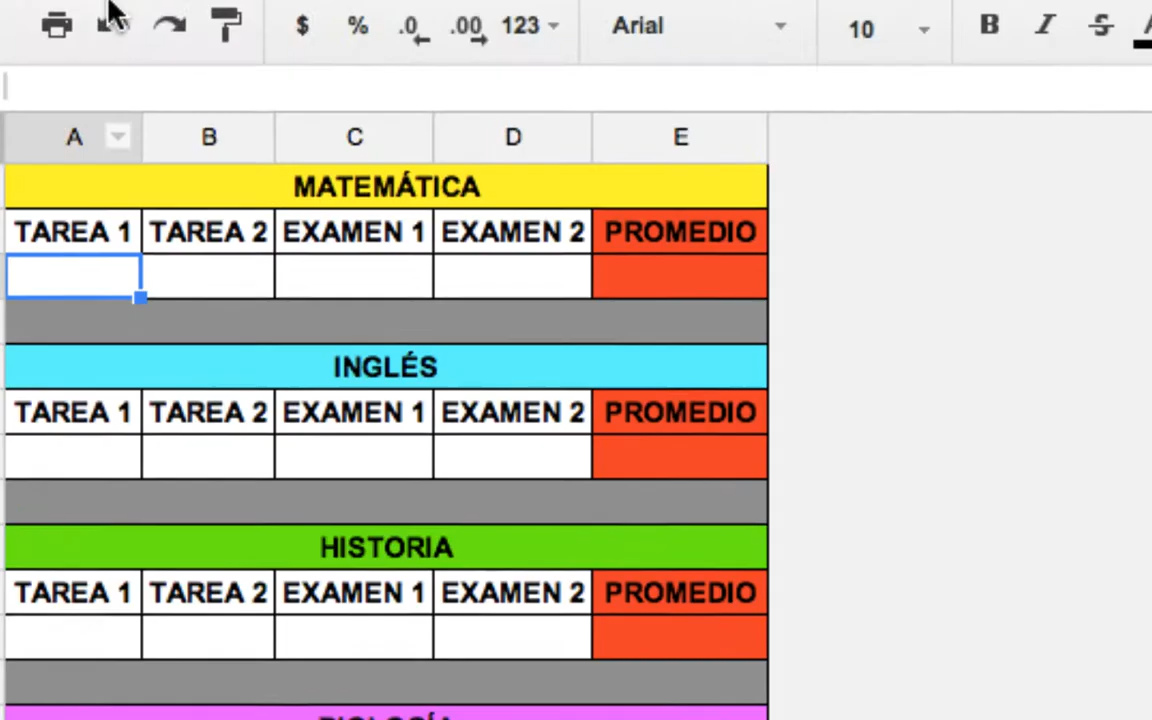 $ % .0 .00 123 Arial 10 B I S
A B C D E
MATEMÁTICA
TAREA 1 TAREA 2 EXAMEN 1 EXAMEN 2 PROMEDIO
INGLÉS
TAREA 1 TAREA 2 EXAMEN 1 EXAMEN 2 PROMEDIO
HISTORIA
TAREA 1 TAREA 2 EXAMEN 1 EXAMEN 2 PROMEDIO
BIOLOGÍA